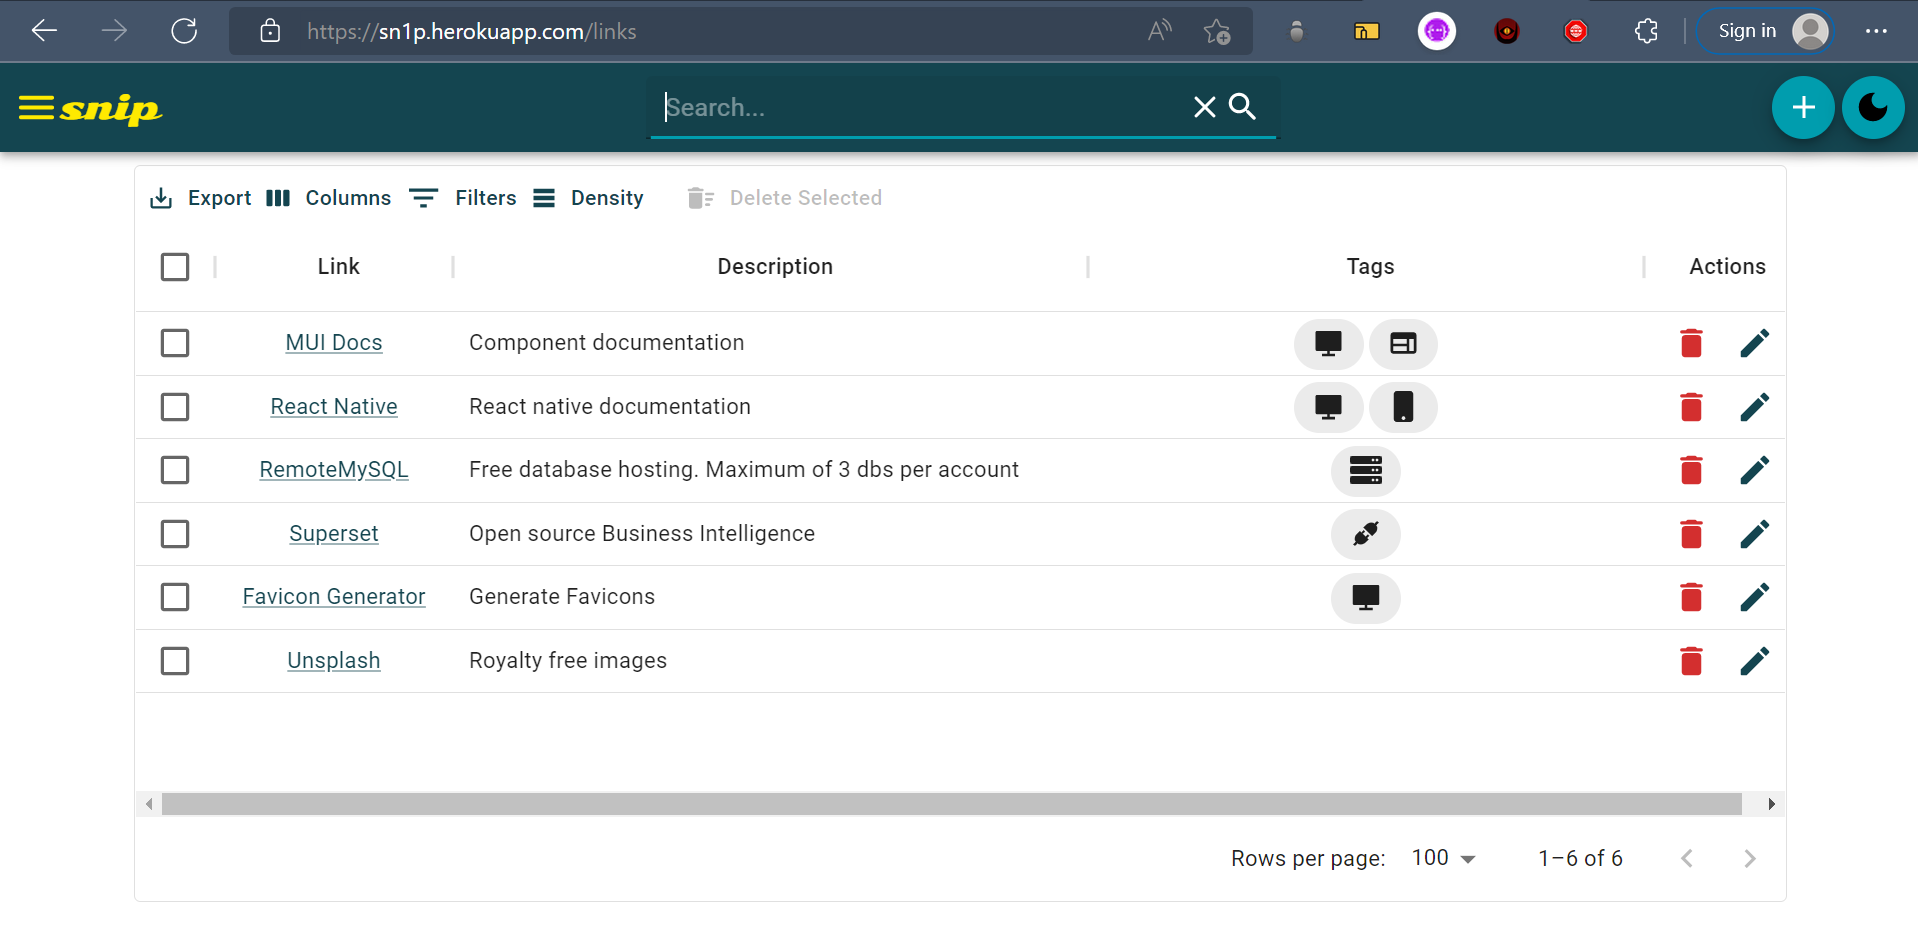 https://sn1p.herokuapp.com/links
Sign in
snip
Search...
Export Columns Filters Density Delete Selected
Link Description Tags Actions
MUI Docs Component documentation
React Native React native documentation
RemoteMySQL Free database hosting. Maximum of 3 dbs per account
Superset Open source Business Intelligence
Favicon Generator Generate Favicons
Unsplash Royalty free images
Rows per page: 100 1–6 of 6